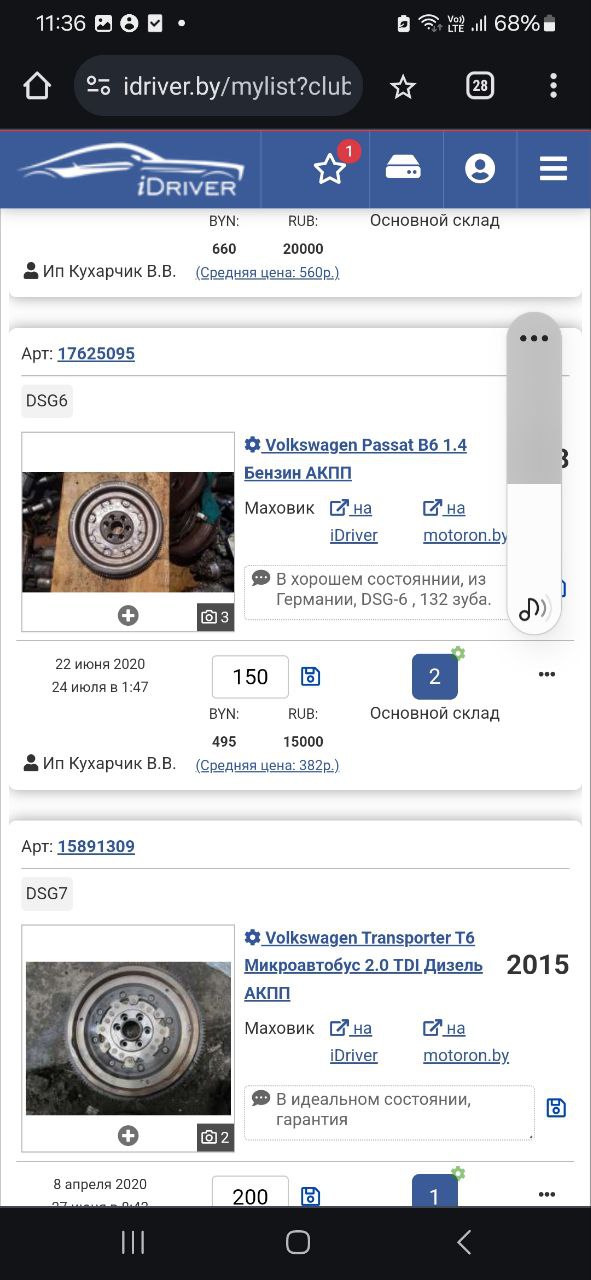 11:36
Vo))
LTE
68%
idriver.by/mylist?club
28
1
iDRIVER
BYN:
RUB:
Основной склад
660
20000
Ип Кухарчик В.В.
(Средняя цена: 560р.)
Арт: 17625095
DSG6
Volkswagen Passat B6 1.4
Бензин АКПП
Маховик
на
iDriver
на
motoron.by
В хорошем состояннии, из
Германии, DSG-6 , 132 зуба.
3
22 июня 2020
24 июля в 1:47
150
2
BYN:
RUB:
Основной склад
495
15000
Ип Кухарчик В.В.
(Средняя цена: 382р.)
Арт: 15891309
DSG7
Volkswagen Transporter T6
Микроавтобус 2.0 TDI Дизель
АКПП
2015
Маховик
на
iDriver
на
motoron.by
В идеальном состоянии,
гарантия
2
8 апреля 2020
200
1